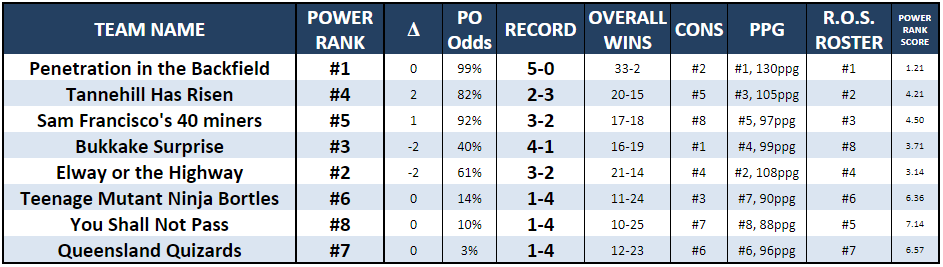 TEAM NAME POWER RANK Δ PO Odds RECORD OVERALL WINS CONS PPG R.O.S. ROSTER POWER RANK SCORE
Penetration in the Backfield #1 0 99% 5-0 33-2 #2 #1, 130ppg #1 1.21
Tannehill Has Risen #4 2 82% 2-3 20-15 #5 #3, 105ppg #2 4.21
Sam Francisco's 40 miners #5 1 92% 3-2 17-18 #8 #5, 97ppg #3 4.50
Bukkake Surprise #3 -2 40% 4-1 16-19 #1 #4, 99ppg #8 3.71
Elway or the Highway #2 -2 61% 3-2 21-14 #4 #2, 108ppg #4 3.14
Teenage Mutant Ninja Bortles #6 0 14% 1-4 11-24 #3 #7, 90ppg #6 6.36
You Shall Not Pass #8 0 10% 1-4 10-25 #7 #8, 88ppg #5 7.14
Queensland Quizards #7 0 3% 1-4 12-23 #6 #6, 96ppg #7 6.57